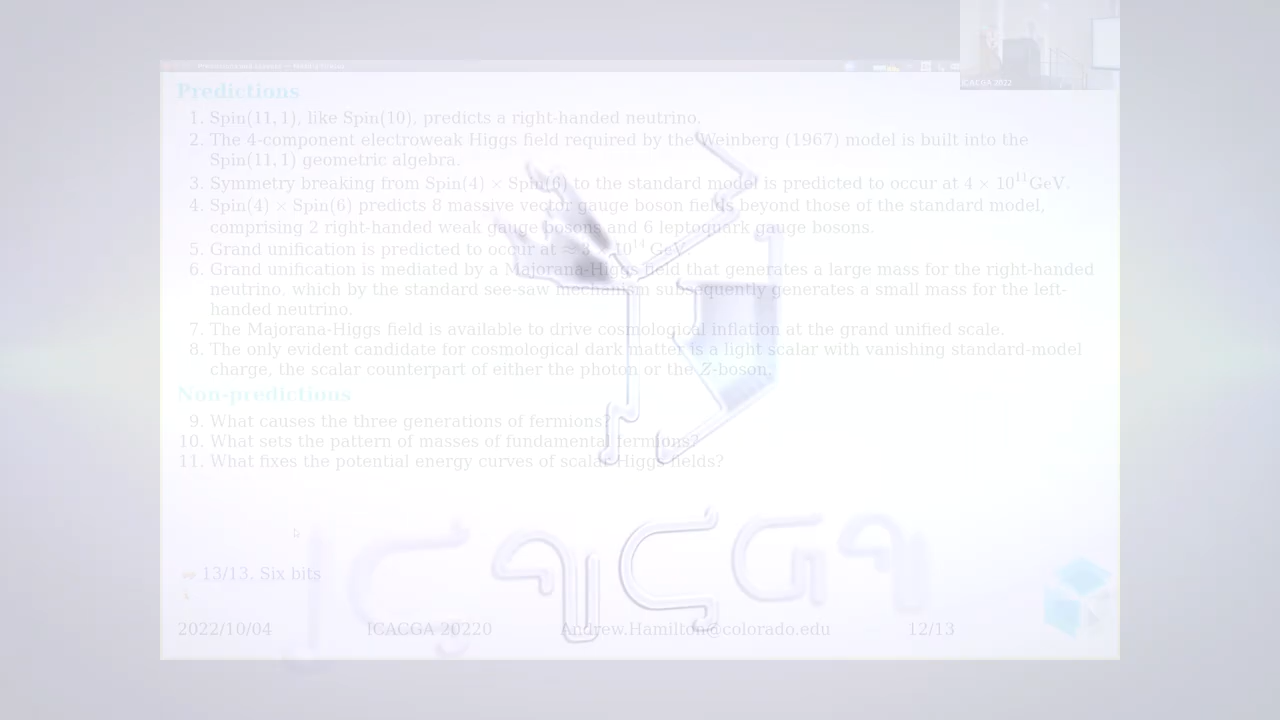 ICACGA 2022
Predictions
1. Spin(11, 1), like Spin(10), predicts a right-handed neutrino.
2. The 4-component electroweak Higgs field required by the Weinberg (1967) model is built into the
Spin(11, 1) geometric algebra.
3. Symmetry breaking from Spin(4) × Spin(6) to the standard model is predicted to occur at 4 × 10¹¹GeV.
4. Spin(4) × Spin(6) predicts 8 massive vector gauge boson fields beyond those of the standard model,
comprising 2 right-handed weak gauge bosons and 6 leptoquark gauge bosons.
5. Grand unification is predicted to occur at ≈ 3 × 10¹⁴ GeV.
6. Grand unification is mediated by a Majorana-Higgs field that generates a large mass for the right-handed
neutrino, which by the standard see-saw mechanism subsequently generates a small mass for the left-
handed neutrino.
7. The Majorana-Higgs field is available to drive cosmological inflation at the grand unified scale.
8. The only evident candidate for cosmological dark matter is a light scalar with vanishing standard-model
charge, the scalar counterpart of either the photon or the Z-boson.
Non-predictions
9. What causes the three generations of fermions?
10. What sets the pattern of masses of fundamental fermions?
11. What fixes the potential energy curves of scalar Higgs fields?
13/13. Six bits
2022/10/04 ICACGA 20220 Andrew.Hamilton@colorado.edu 12/13
ICACGA